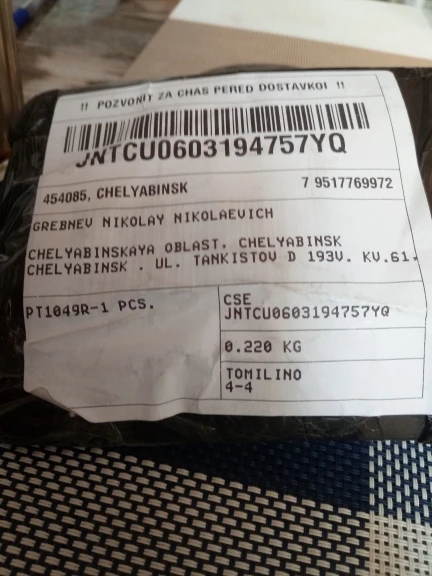 !! POZVONIT ZA CHAS PERED DOSTAVKOI !!
JNTCU0603194757YQ
454085, CHELYABINSK 7 9517769972
GREBNEV NIKOLAY NIKOLAEVICH
CHELYABINSKAYA OBLAST, CHELYABINSK
CHELYABINSK . UL. TANKISTOV D 193V. KV.61,
PT1049R-1 PCS.
CSE
JNTCU0603194757YQ
0.220 KG
TOMILINO
4-4